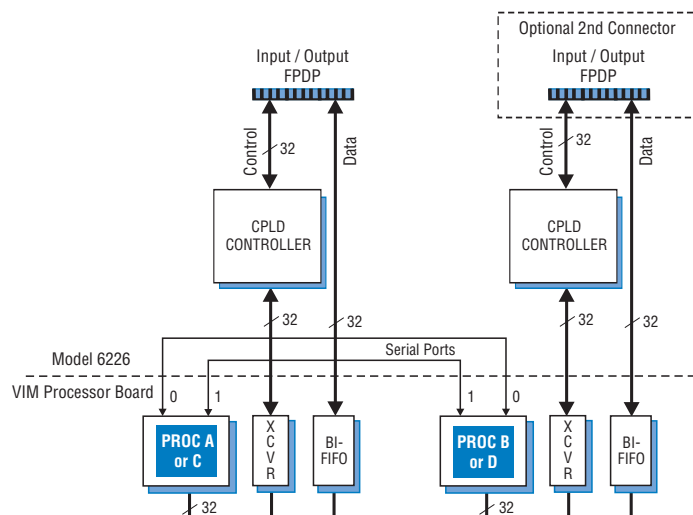 Optional 2nd Connector
Input / Output
FPDP
Input / Output
FPDP
Control
32
Data
Control
32
Data
CPLD
CONTROLLER
CPLD
CONTROLLER
32
32
32
32
Serial Ports
Model 6226
VIM Processor Board
0
1
1
0
PROC A
or C
X
C
V
R
BI-
FIFO
PROC B
or D
X
C
V
R
BI-
FIFO
32
32